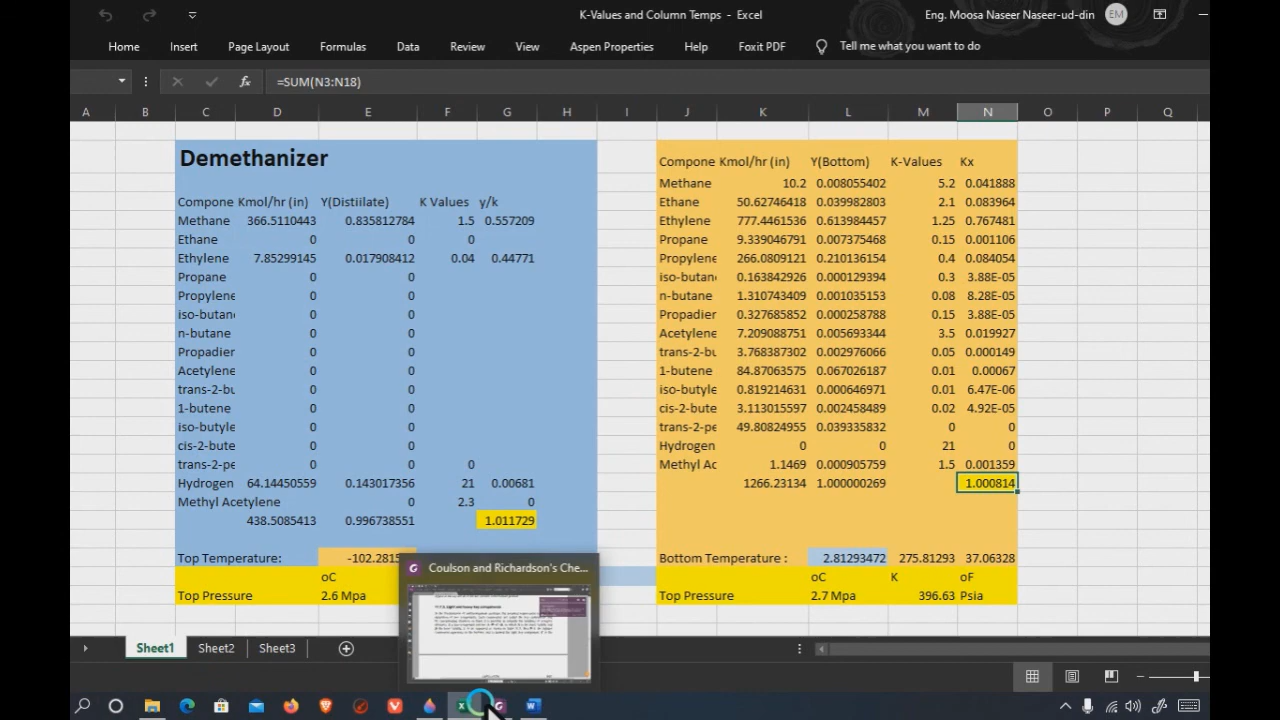 K-Values and Column Temps - Excel
Eng. Moosa Naseer Naseer-ud-din EM
Home Insert Page Layout Formulas Data Review View Aspen Properties Help Foxit PDF Tell me what you want to do
fx =SUM(N3:N18)
A B C D E F G H I J K L M N O P Q
Demethanizer
Compone Kmol/hr (in) Y(Distiilate) K Values y/k
Methane 366.5110443 0.835812784 1.5 0.557209
Ethane 0 0 0
Ethylene 7.85299145 0.017908412 0.04 0.44771
Propane 0 0
Propylene 0 0
iso-butane 0 0
n-butane 0 0
Propadier 0 0
Acetylene 0 0
trans-2-bu 0 0
1-butene 0 0
iso-butyle 0 0
cis-2-bute 0 0
trans-2-pe 0 0 0
Hydrogen 64.14450559 0.143017356 21 0.00681
Methyl Acetylene 0 2.3 0
438.5085413 0.996738551 1.011729
Top Temperature: -102.2815
oC
Top Pressure 2.6 Mpa
Compone Kmol/hr (in) Y(Bottom) K-Values Kx
Methane 10.2 0.008055402 5.2 0.041888
Ethane 50.62746418 0.039982803 2.1 0.083964
Ethylene 777.4461536 0.613984457 1.25 0.767481
Propane 9.339046791 0.007375468 0.15 0.001106
Propylene 266.0809121 0.210136154 0.4 0.084054
iso-butane 0.163842926 0.000129394 0.3 3.88E-05
n-butane 1.310743409 0.001035153 0.08 8.28E-05
Propadier 0.327685852 0.000258788 0.15 3.88E-05
Acetylene 7.209088751 0.005693344 3.5 0.019927
trans-2-bu 3.768387302 0.002976066 0.05 0.000149
1-butene 84.87063575 0.067026187 0.01 0.00067
iso-butyle 0.819214631 0.000646971 0.01 6.47E-06
cis-2-bute 3.113015597 0.002458489 0.02 4.92E-05
trans-2-pe 49.80824955 0.039335832 0 0
Hydrogen 0 0 21 0
Methyl Ac 1.1469 0.000905759 1.5 0.001359
1266.23134 1.000000269 1.000814
Bottom Temperature : 2.81293472 275.81293 37.06328
oC K oF
Top Pressure 2.7 Mpa 396.63 Psia
Coulson and Richardson's Che...
Sheet1 Sheet2 Sheet3